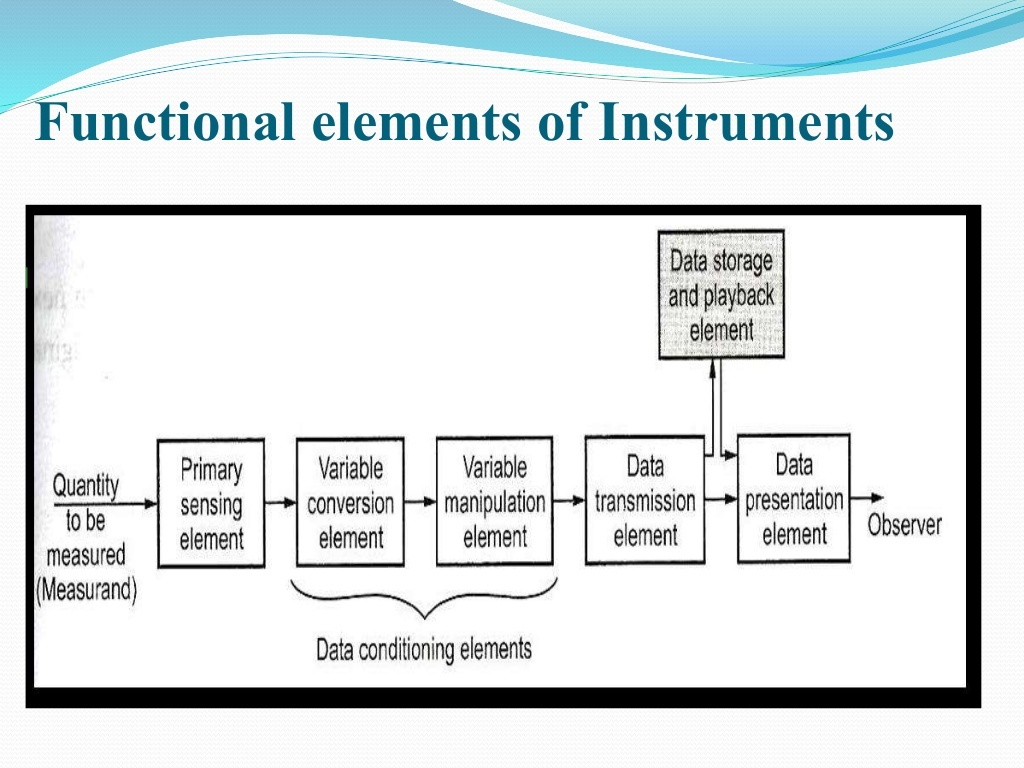 Functional elements of Instruments
Data storage
and playback
element
Quantity
to be
measured
(Measurand)
Primary
sensing
element
Variable
conversion
element
Variable
manipulation
element
Data
transmission
element
Data
presentation
element
Observer
Data conditioning elements